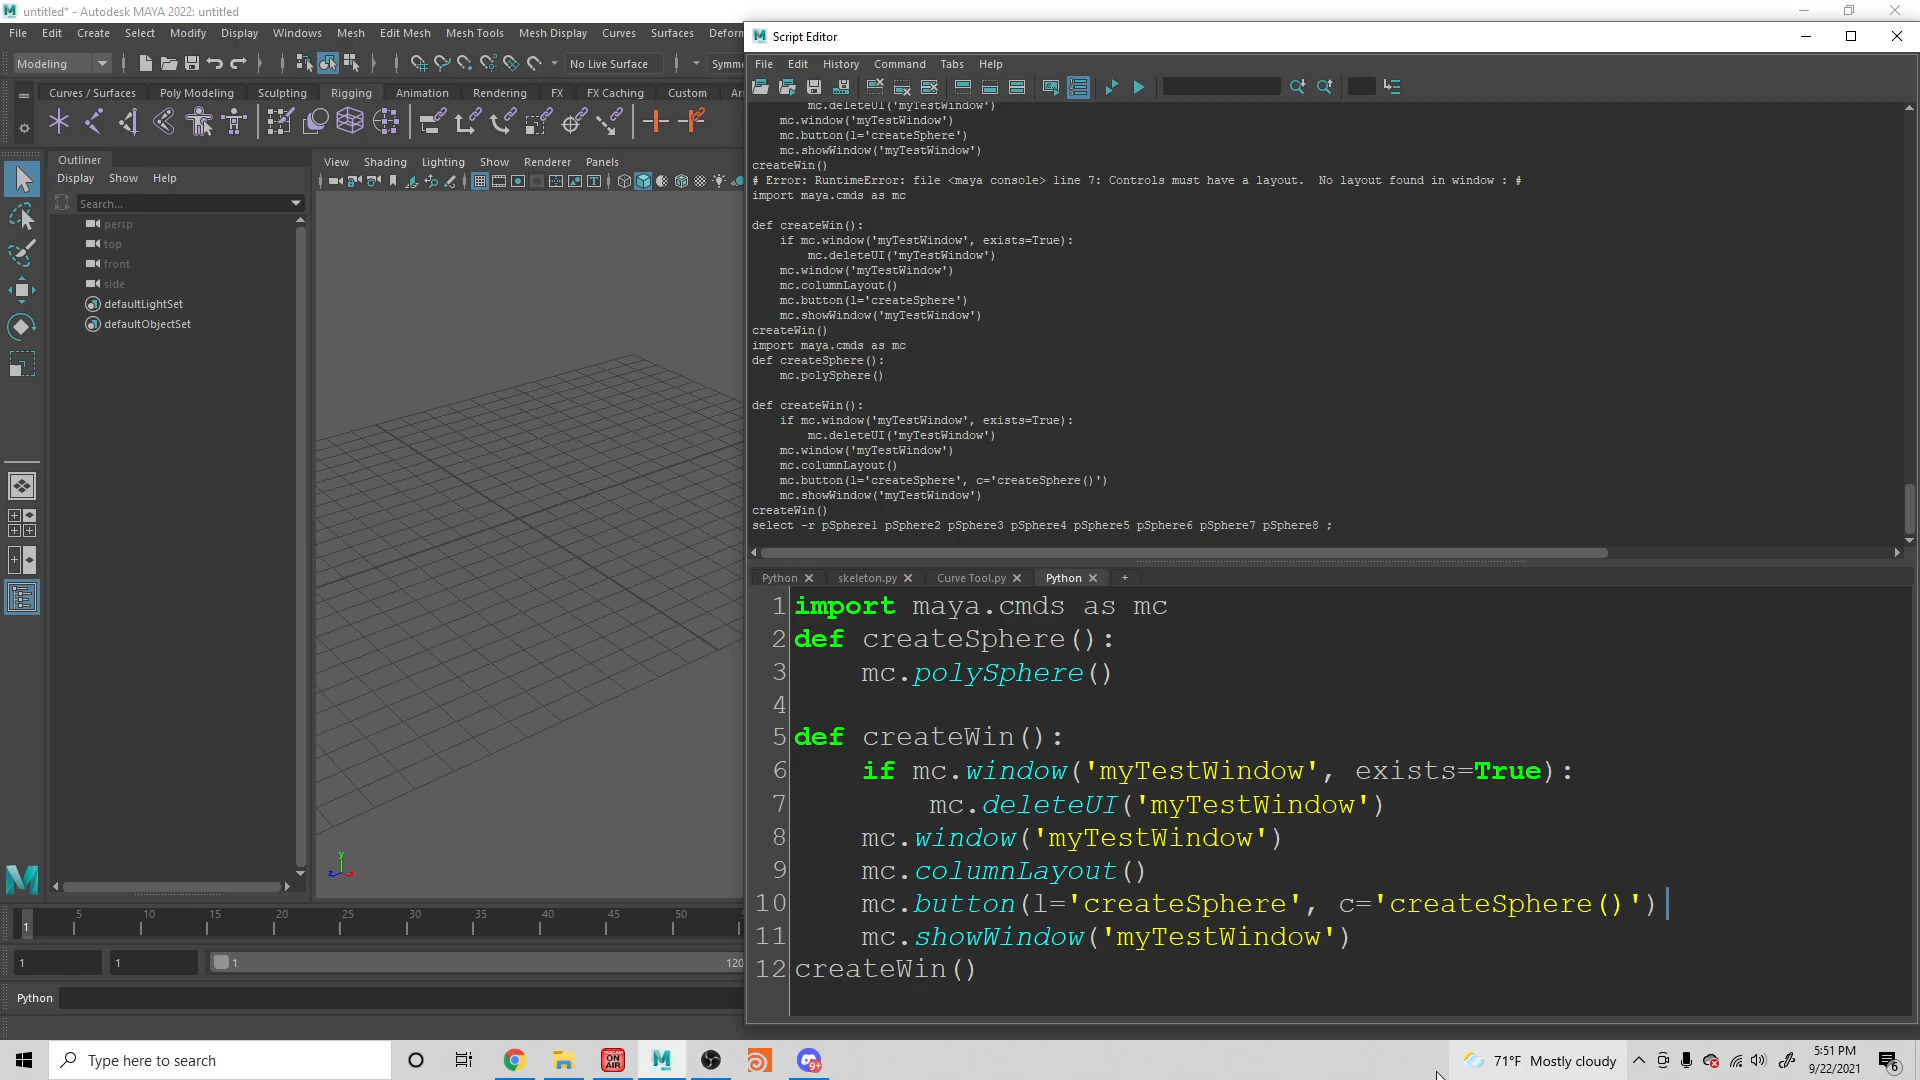 untitled* - Autodesk MAYA 2022: untitled
File Edit Create Select Modify Display Windows Mesh Edit Mesh Mesh Tools Mesh Display Curves Surfaces Deform
Modeling
No Live Surface
Symme
Curves / Surfaces Poly Modeling Sculpting Rigging Animation Rendering FX FX Caching Custom Ar
Outliner
Display Show Help
Search...
persp
top
front
side
defaultLightSet
defaultObjectSet
View Shading Lighting Show Renderer Panels
y
z x
Script Editor
File Edit History Command Tabs Help
mc.deleteUI('myTestWindow')
mc.window('myTestWindow')
mc.button(l='createSphere')
mc.showWindow('myTestWindow')
createWin()
# Error: RuntimeError: file <maya console> line 7: Controls must have a layout.  No layout found in window : #
import maya.cmds as mc
def createWin():
if mc.window('myTestWindow', exists=True):
mc.deleteUI('myTestWindow')
mc.window('myTestWindow')
mc.columnLayout()
mc.button(l='createSphere')
mc.showWindow('myTestWindow')
createWin()
import maya.cmds as mc
def createSphere():
mc.polySphere()
def createWin():
if mc.window('myTestWindow', exists=True):
mc.deleteUI('myTestWindow')
mc.window('myTestWindow')
mc.columnLayout()
mc.button(l='createSphere', c='createSphere()')
mc.showWindow('myTestWindow')
createWin()
select -r pSphere1 pSphere2 pSphere3 pSphere4 pSphere5 pSphere6 pSphere7 pSphere8 ;
Python skeleton.py Curve Tool.py Python +
1 import maya.cmds as mc
2 def createSphere():
3 mc.polySphere()
4
5 def createWin():
6 if mc.window('myTestWindow', exists=True):
7 mc.deleteUI('myTestWindow')
8 mc.window('myTestWindow')
9 mc.columnLayout()
10 mc.button(l='createSphere', c='createSphere()')
11 mc.showWindow('myTestWindow')
12 createWin()
1 5 10 15 20 25 30 35 40 45 50
1 1 1 120
Python
Type here to search
ON AIR
MAYA
9+
71°F Mostly cloudy
5:51 PM
9/22/2021
6